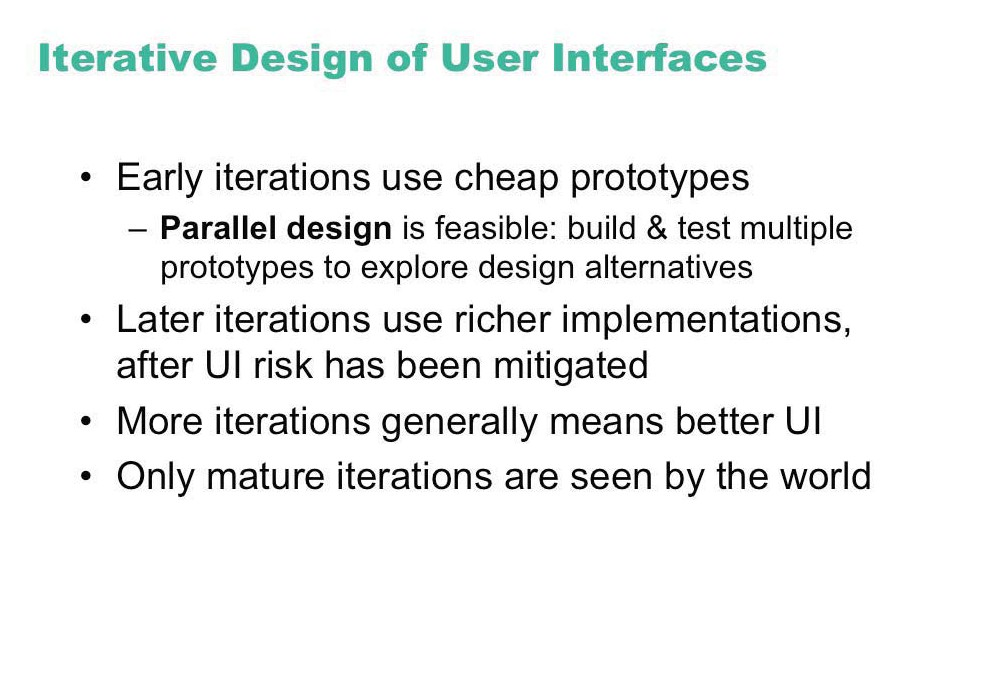 Iterative Design of User Interfaces
• Early iterations use cheap prototypes
– Parallel design is feasible: build & test multiple
prototypes to explore design alternatives
• Later iterations use richer implementations,
after UI risk has been mitigated
• More iterations generally means better UI
• Only mature iterations are seen by the world